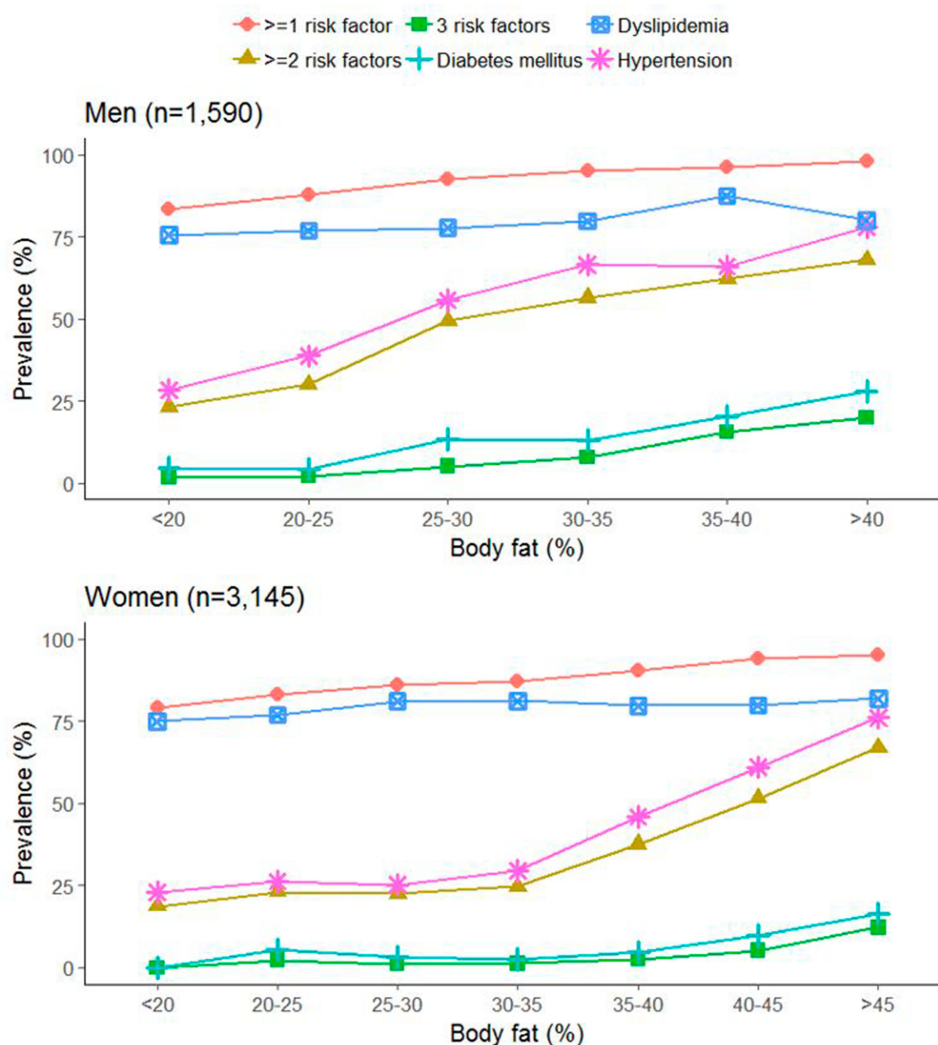 >=1 risk factor 3 risk factors Dyslipidemia
>=2 risk factors Diabetes mellitus Hypertension
Men (n=1,590)
100
75
50
25
0
Prevalence (%)
<20 20-25 25-30 30-35 35-40 >40
Body fat (%)
Women (n=3,145)
100
75
50
25
0
Prevalence (%)
<20 20-25 25-30 30-35 35-40 40-45 >45
Body fat (%)